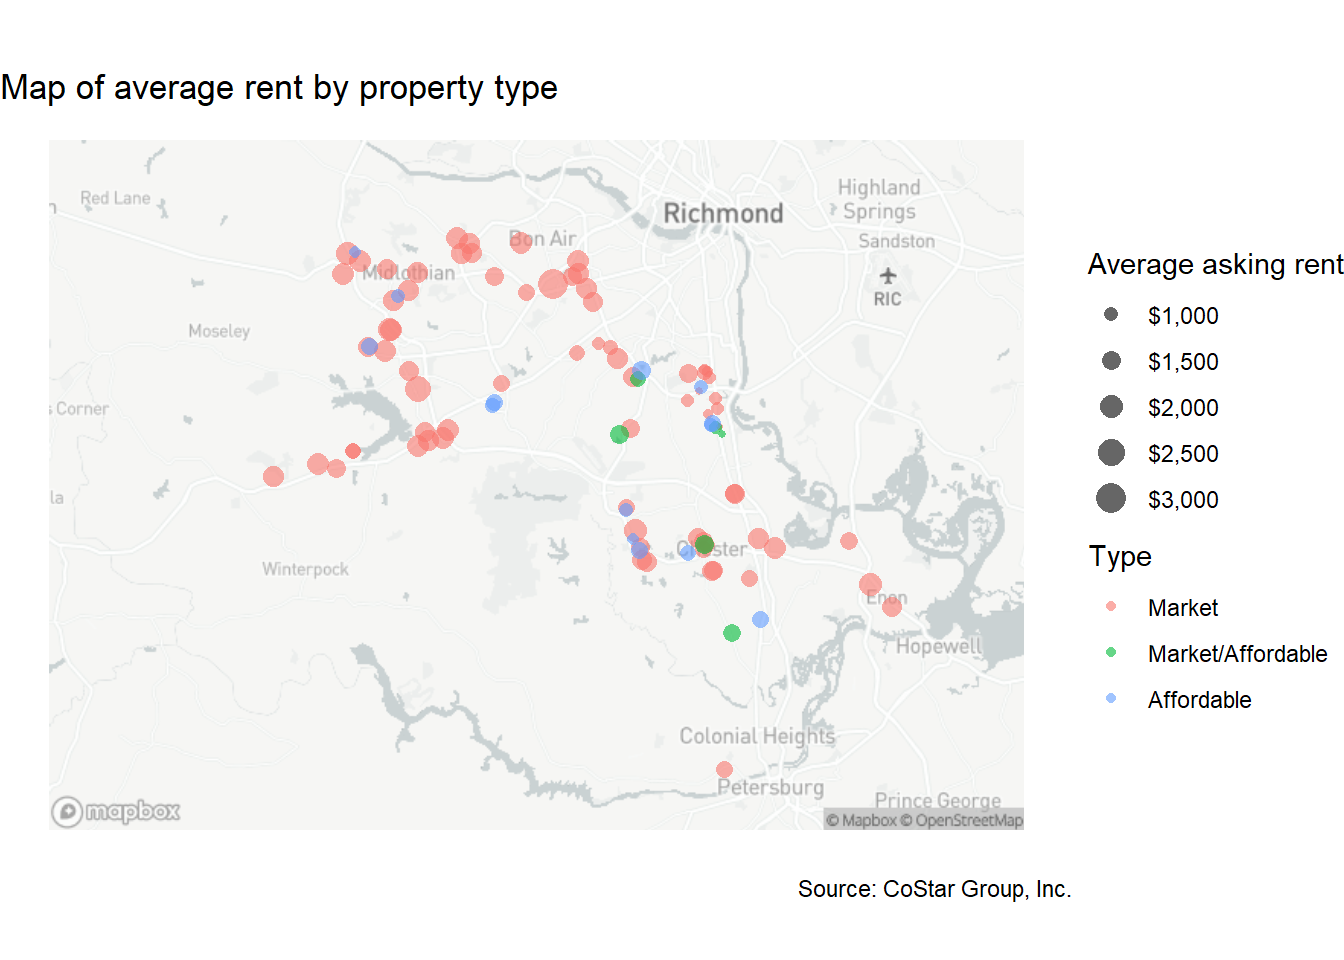 Map of average rent by property type
Red Lane
Highland
Springs
Richmond
Bon Air
Sandston
Midlothian
RIC
Moseley
Corner
la
Winterpock
Enon
Hopewell
Colonial Heights
Petersburg
Prince George
mapbox
© Mapbox © OpenStreetMap
Average asking rent
$1,000
$1,500
$2,000
$2,500
$3,000
Type
Market
Market/Affordable
Affordable
Source: CoStar Group, Inc.